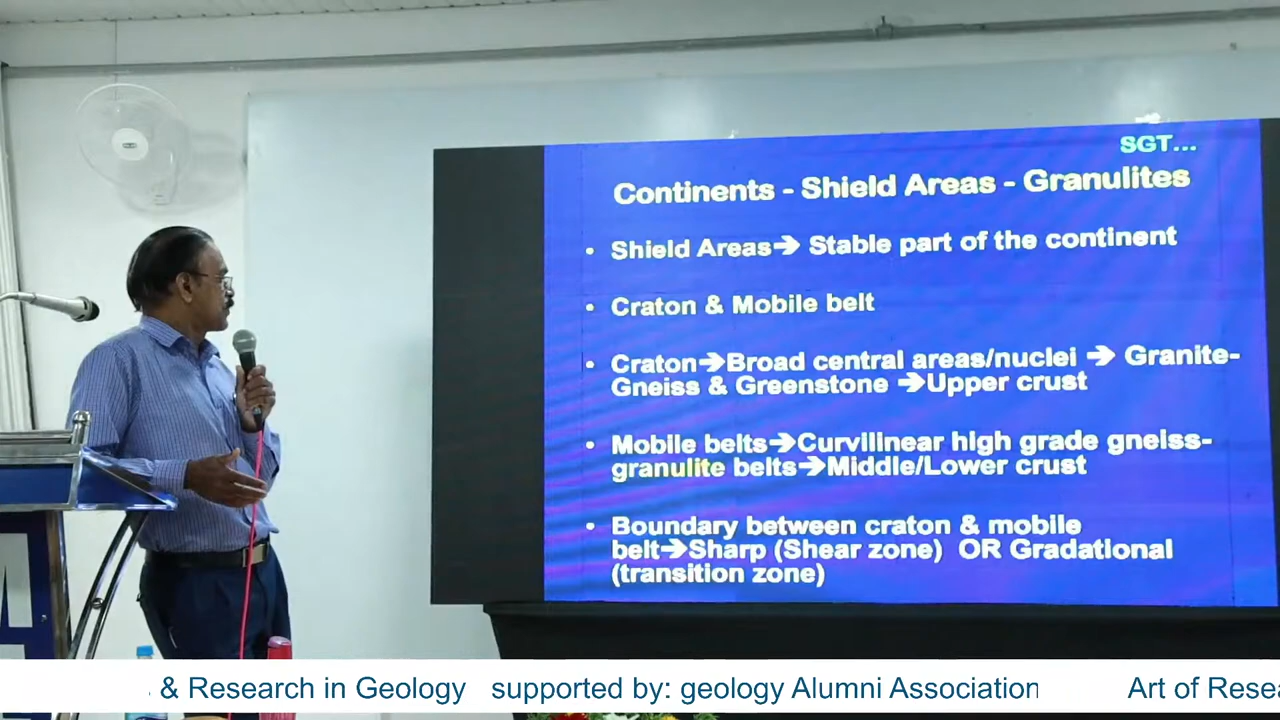 SGT...
Continents - Shield Areas - Granulites
• Shield Areas➔ Stable part of the continent
• Craton & Mobile belt
• Craton➔Broad central areas/nuclei ➔ Granite-
Gneiss & Greenstone ➔Upper crust
• Mobile belts➔Curvilinear high grade gneiss-
granulite belts➔Middle/Lower crust
• Boundary between craton & mobile
belt➔Sharp (Shear zone) OR Gradational
(transition zone)
& Research in Geology supported by: geology Alumni Association Art of